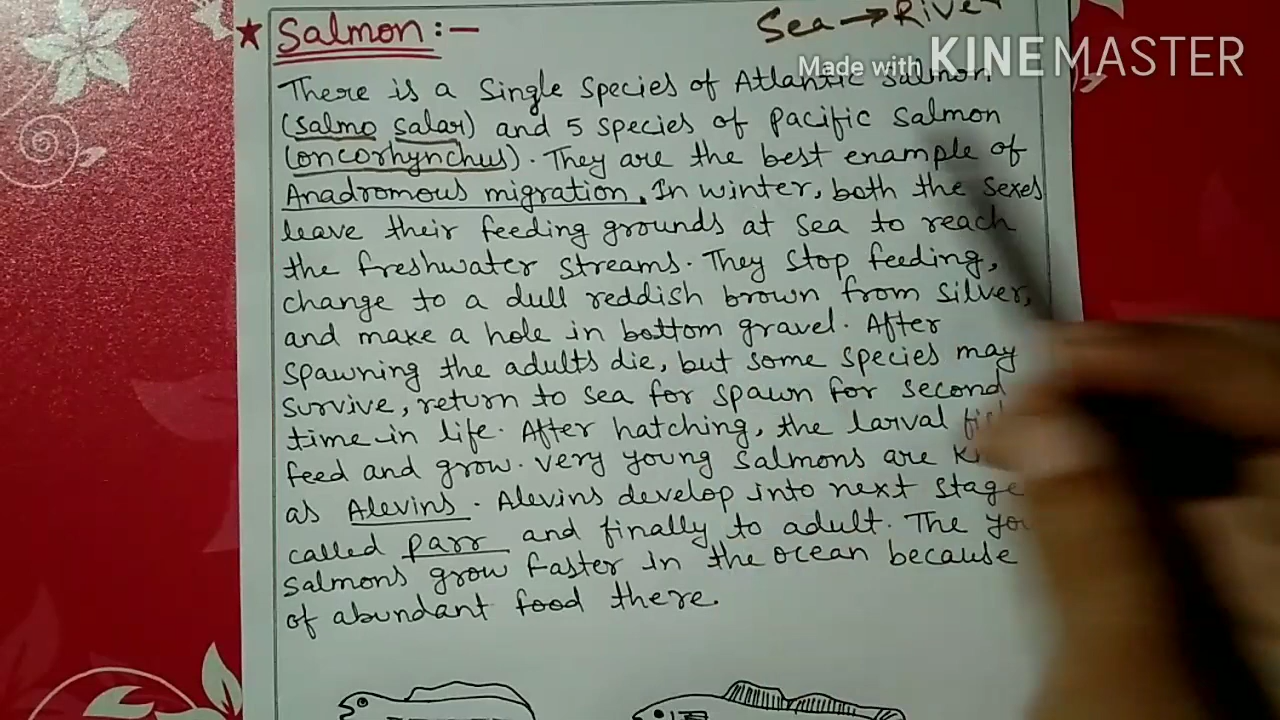 ★ Salmon:-
Sea → River
Made with KINEMASTER
There is a Single Species of Atlantic Salmon
(Salmo Salar) and 5 species of pacific Salmon
(oncorhynchus). They are the best enample of
Anadromous migration. In winter, both the sexes
leave their feeding grounds at sea to reach
the freshwater streams. They stop feeding,
change to a dull reddish brown from silver,
and make a hole in bottom gravel. After
spawning the adults die, but some species may
survive, return to sea for spawn for second
time in life. After hatching, the larval
feed and grow. Very young Salmons are
as Alevins. Alevins develop into next stage
called parr and finally to adult. The
salmons grow faster in the ocean because
of abundant food there.